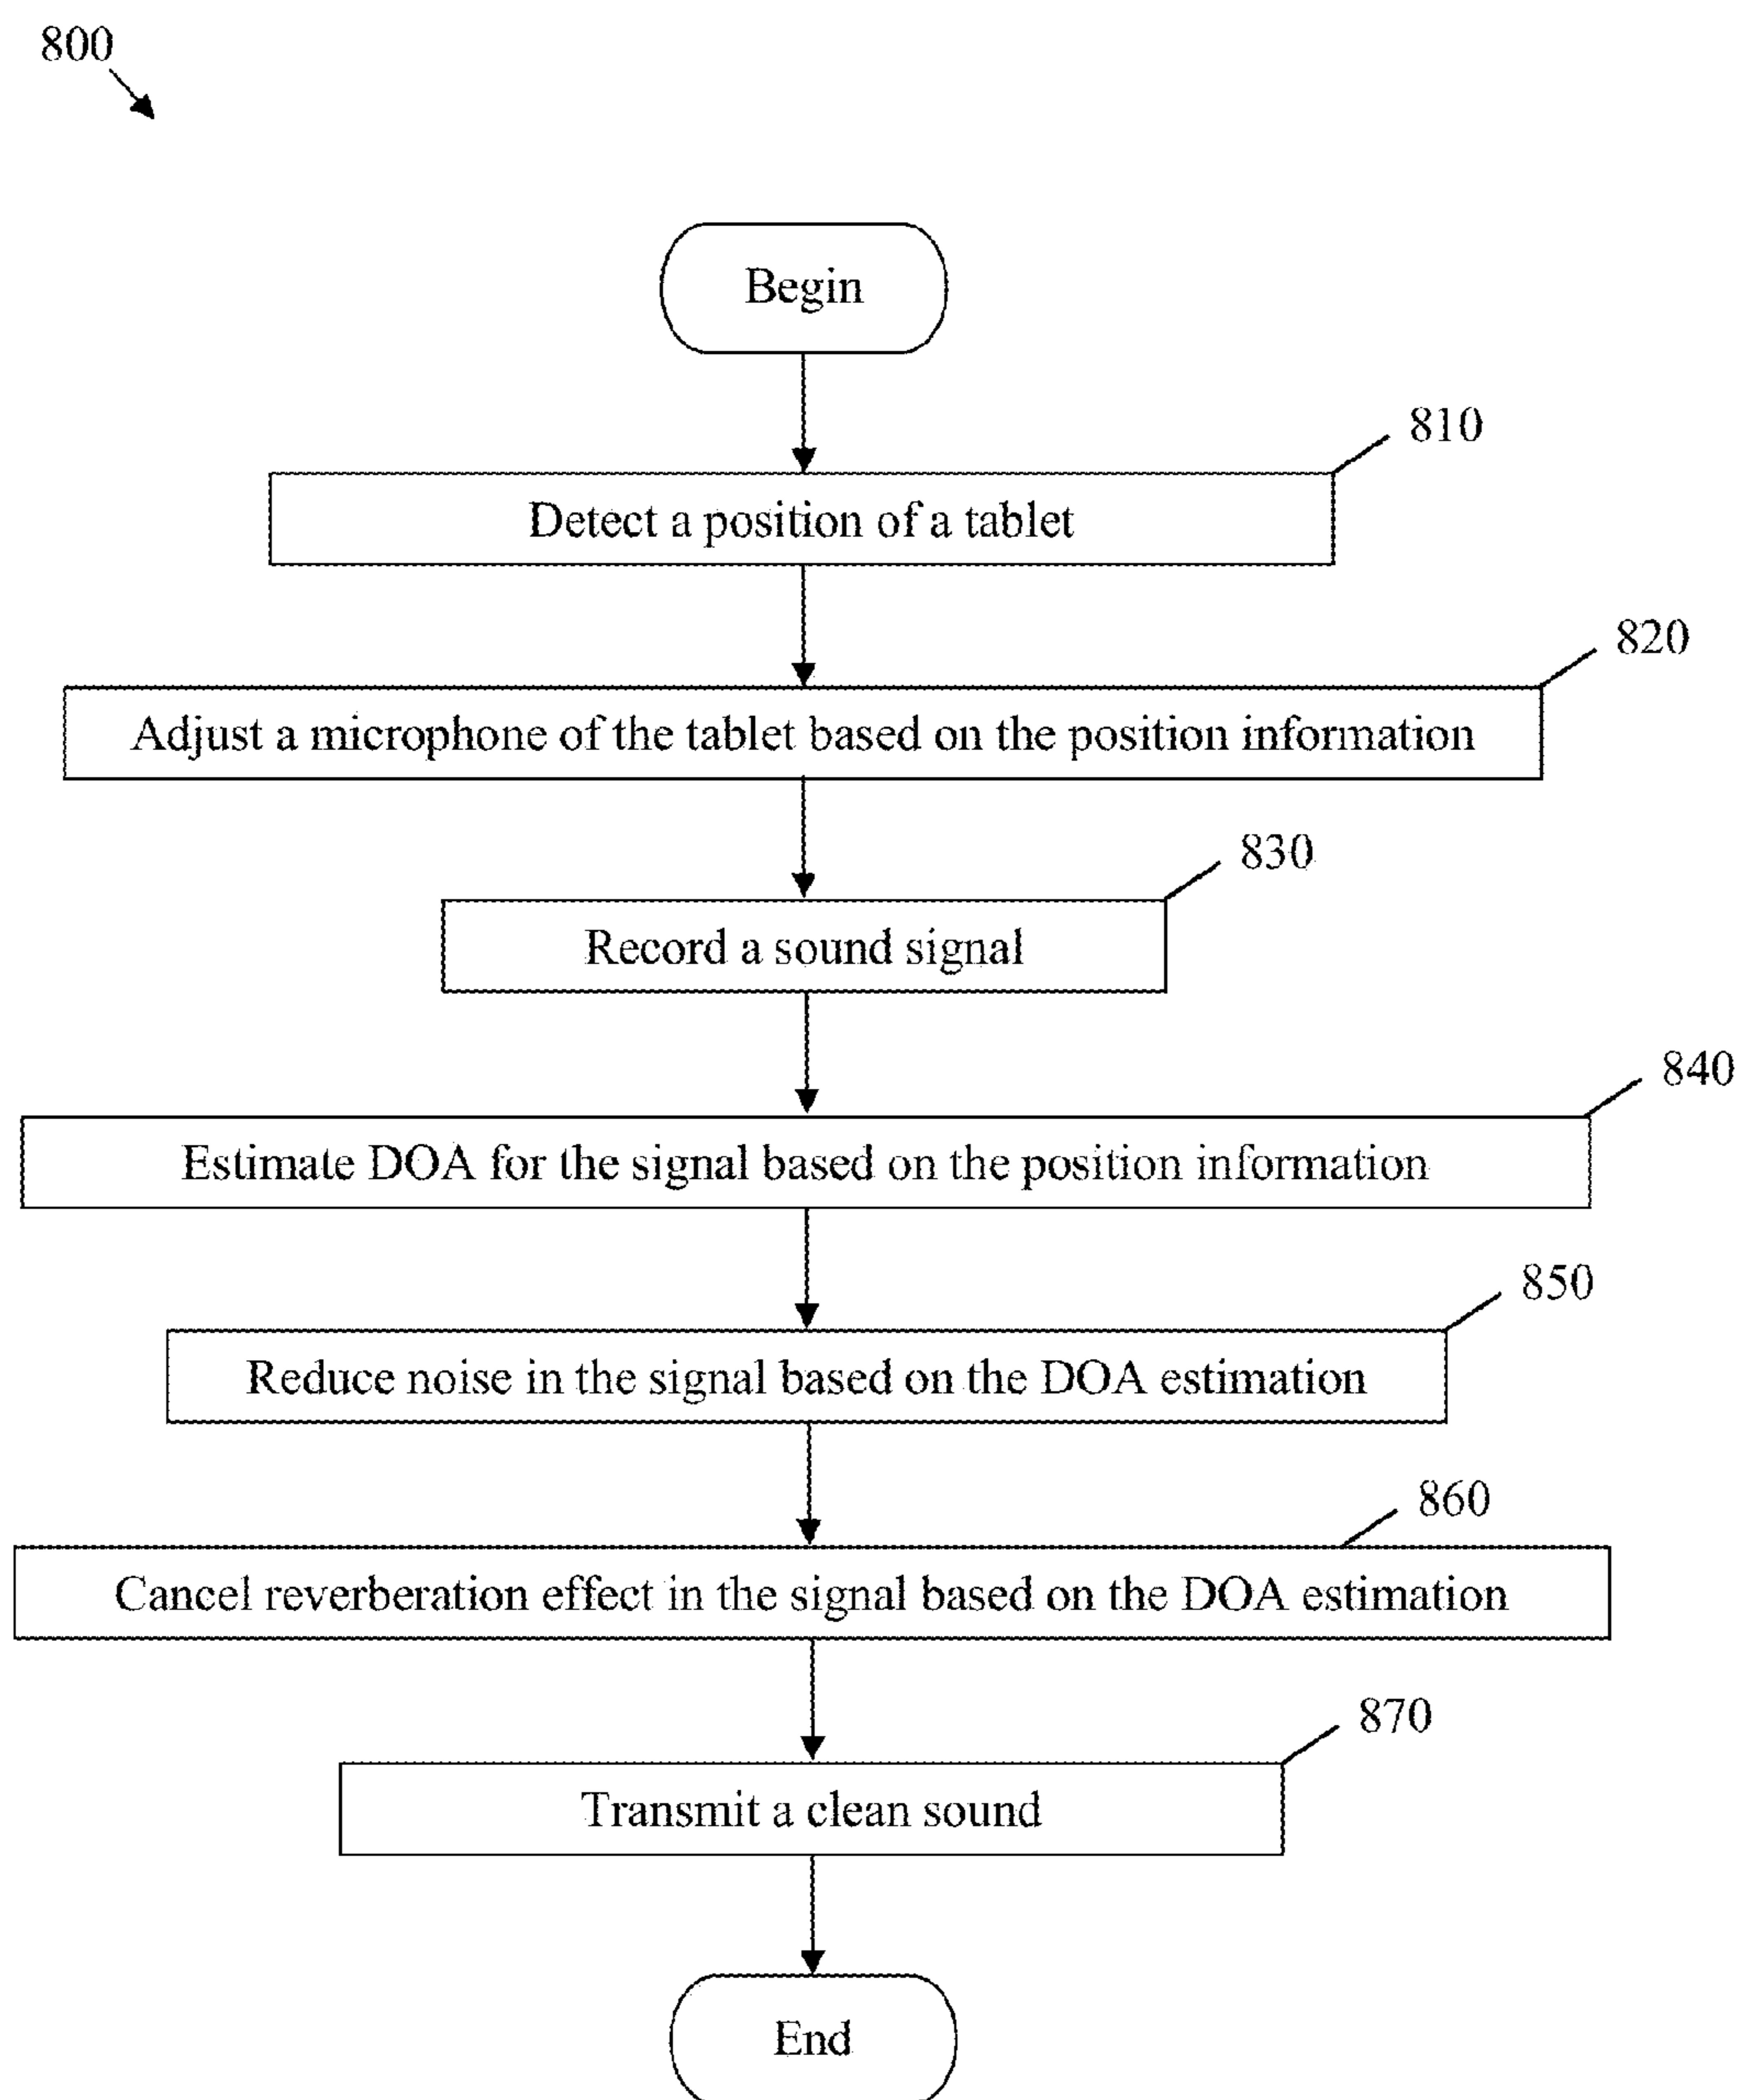 800
Begin
810
Detect a position of a tablet
820
Adjust a microphone of the tablet based on the position information
830
Record a sound signal
840
Estimate DOA for the signal based on the position information
850
Reduce noise in the signal based on the DOA estimation
860
Cancel reverberation effect in the signal based on the DOA estimation
870
Transmit a clean sound
End